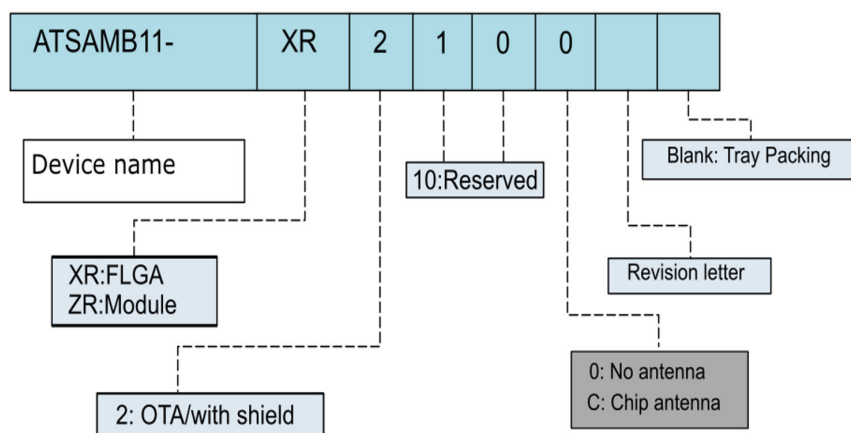 ATSAMB11- XR 2 1 0 0
Device name
10:Reserved
Blank: Tray Packing
XR:FLGA
ZR:Module
Revision letter
0: No antenna
C: Chip antenna
2: OTA/with shield